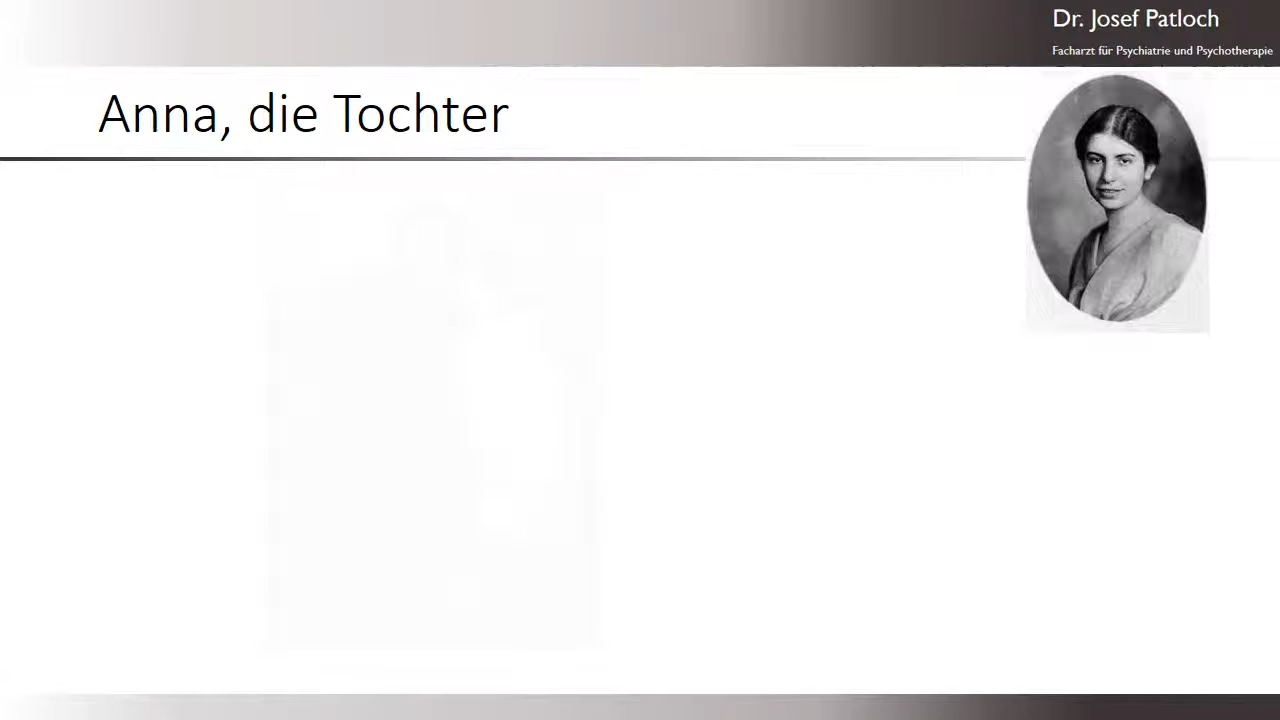 Dr. Josef Patloch
Facharzt für Psychiatrie und Psychotherapie
Anna, die Tochter